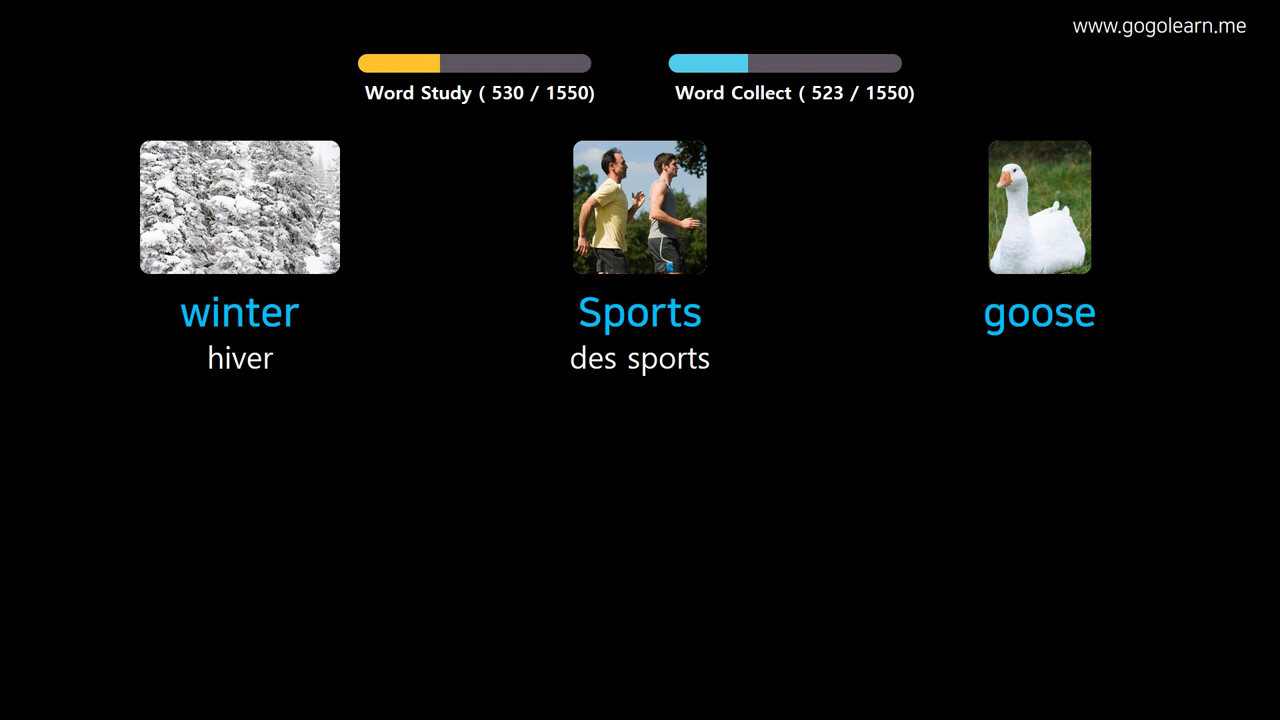 www.gogolearn.me
Word Study ( 530 / 1550)
Word Collect ( 523 / 1550)
winter
hiver
Sports
des sports
goose